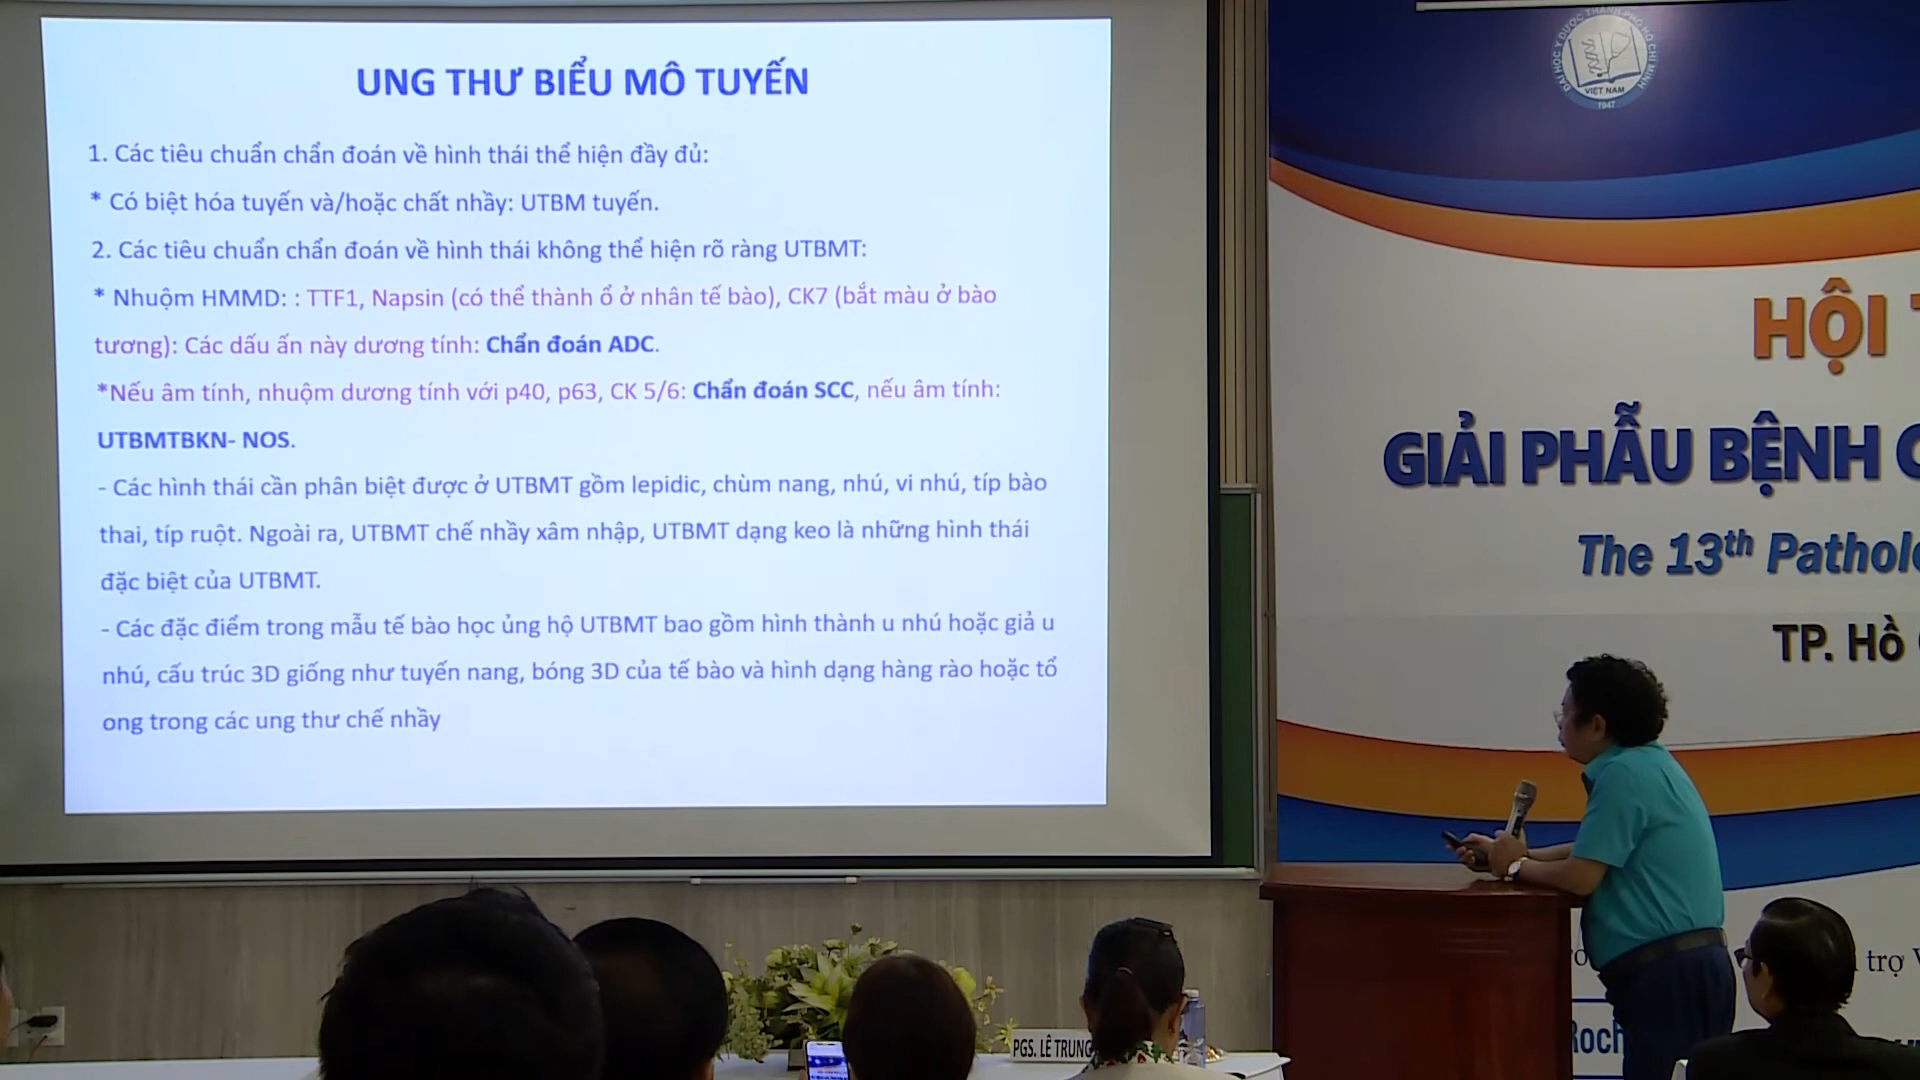 UNG THƯ BIỂU MÔ TUYẾN
1. Các tiêu chuẩn chẩn đoán về hình thái thể hiện đầy đủ:
* Có biệt hóa tuyến và/hoặc chất nhầy: UTBM tuyến.
2. Các tiêu chuẩn chẩn đoán về hình thái không thể hiện rõ ràng UTBMT:
* Nhuộm HMMD: : TTF1, Napsin (có thể thành ổ ở nhân tế bào), CK7 (bắt màu ở bào
tương): Các dấu ấn này dương tính: Chẩn đoán ADC.
*Nếu âm tính, nhuộm dương tính với p40, p63, CK 5/6: Chẩn đoán SCC, nếu âm tính:
UTBMTBKN- NOS.
- Các hình thái cần phân biệt được ở UTBMT gồm lepidic, chùm nang, nhú, vi nhú, típ bào
thai, típ ruột. Ngoài ra, UTBMT chế nhầy xâm nhập, UTBMT dạng keo là những hình thái
đặc biệt của UTBMT.
- Các đặc điểm trong mẫu tế bào học ủng hộ UTBMT bao gồm hình thành u nhú hoặc giả u
nhú, cấu trúc 3D giống như tuyến nang, bóng 3D của tế bào và hình dạng hàng rào hoặc tổ
ong trong các ung thư chế nhầy
ĐẠI HỌC Y DƯỢC THÀNH PHỐ HỒ CHÍ MINH
VIỆT NAM
1947
HỘI
GIẢI PHẪU BỆNH
The 13th Pathol
TP. Hồ
trợ
Roch
PGS. LÊ TRUNG